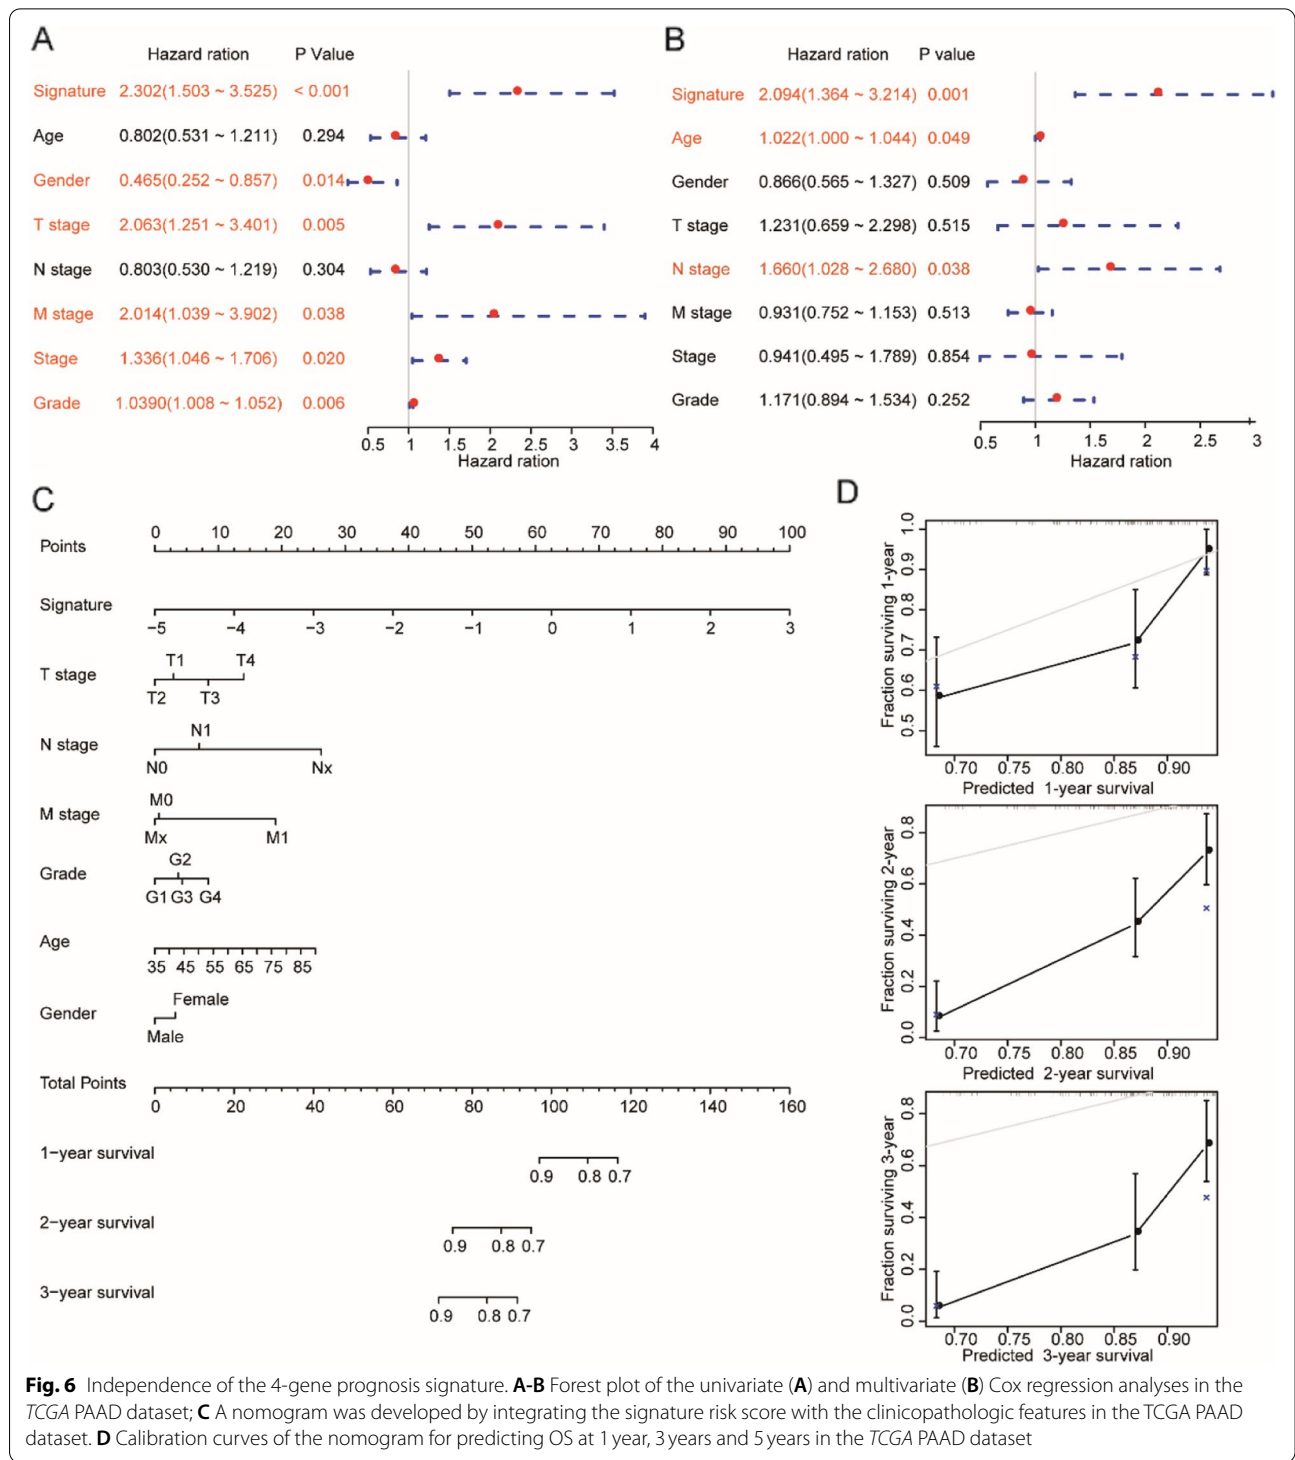 A
Hazard ration P Value
Signature 2.302(1.503 ~ 3.525) < 0.001
Age 0.802(0.531 ~ 1.211) 0.294
Gender 0.465(0.252 ~ 0.857) 0.014
T stage 2.063(1.251 ~ 3.401) 0.005
N stage 0.803(0.530 ~ 1.219) 0.304
M stage 2.014(1.039 ~ 3.902) 0.038
Stage 1.336(1.046 ~ 1.706) 0.020
Grade 1.0390(1.008 ~ 1.052) 0.006
0.5 1 1.5 2 2.5 3 3.5 4
Hazard ration
B
Hazard ration P value
Signature 2.094(1.364 ~ 3.214) 0.001
Age 1.022(1.000 ~ 1.044) 0.049
Gender 0.866(0.565 ~ 1.327) 0.509
T stage 1.231(0.659 ~ 2.298) 0.515
N stage 1.660(1.028 ~ 2.680) 0.038
M stage 0.931(0.752 ~ 1.153) 0.513
Stage 0.941(0.495 ~ 1.789) 0.854
Grade 1.171(0.894 ~ 1.534) 0.252
0.5 1 1.5 2 2.5 3
Hazard ration
C
Points 0 10 20 30 40 50 60 70 80 90 100
Signature
−5 −4 −3 −2 −1 0 1 2 3
T1 T4
T stage
T2 T3
N1
N stage
N0 Nx
M0
M stage
Mx M1
G2
Grade
G1 G3 G4
Age
35 45 55 65 75 85
Female
Gender
Male
Total Points
0 20 40 60 80 100 120 140 160
1−year survival
0.9 0.8 0.7
2−year survival
0.9 0.8 0.7
3−year survival
0.9 0.8 0.7
D
Fraction surviving 1-year
0.5 0.6 0.7 0.8 0.9 1.0
0.70 0.75 0.80 0.85 0.90
Predicted 1-year survival
Fraction surviving 2-year
0.0 0.2 0.4 0.6 0.8
0.70 0.75 0.80 0.85 0.90
Predicted 2-year survival
Fraction surviving 3-year
0.0 0.2 0.4 0.6 0.8
0.70 0.75 0.80 0.85 0.90
Predicted 3-year survival
Fig. 6 Independence of the 4-gene prognosis signature. A-B Forest plot of the univariate (A) and multivariate (B) Cox regression analyses in the
TCGA PAAD dataset; C A nomogram was developed by integrating the signature risk score with the clinicopathologic features in the TCGA PAAD
dataset. D Calibration curves of the nomogram for predicting OS at 1 year, 3 years and 5 years in the TCGA PAAD dataset